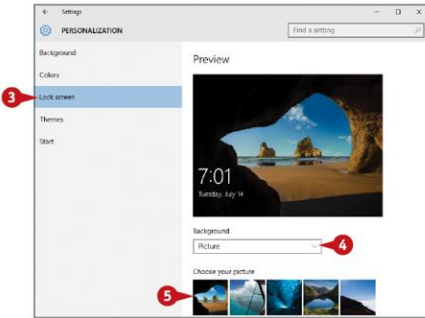 Settings
PERSONALIZATION
Find a setting
Background
Colors
Lock screen
Themes
Start
Preview
7:01
Tuesday, July 14
Background
Picture
Choose your picture
3
4
5